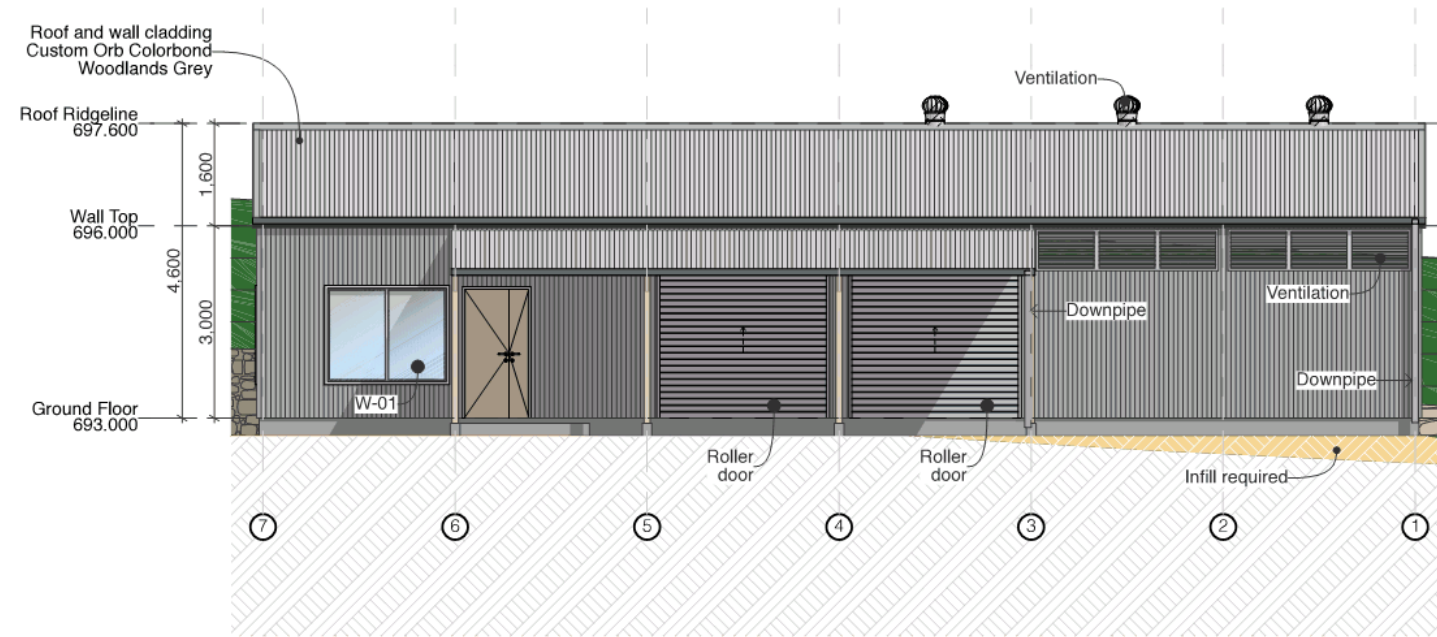 Roof and wall cladding
Custom Orb Colorbond
Woodlands Grey
Ventilation
Roof Ridgeline
697.600
1.600
Wall Top
696.000
4.600
3.000
Ventilation
Downpipe
Downpipe
W-01
Ground Floor
693.000
Roller
door
Roller
door
Infill required
7
6
5
4
3
2
1